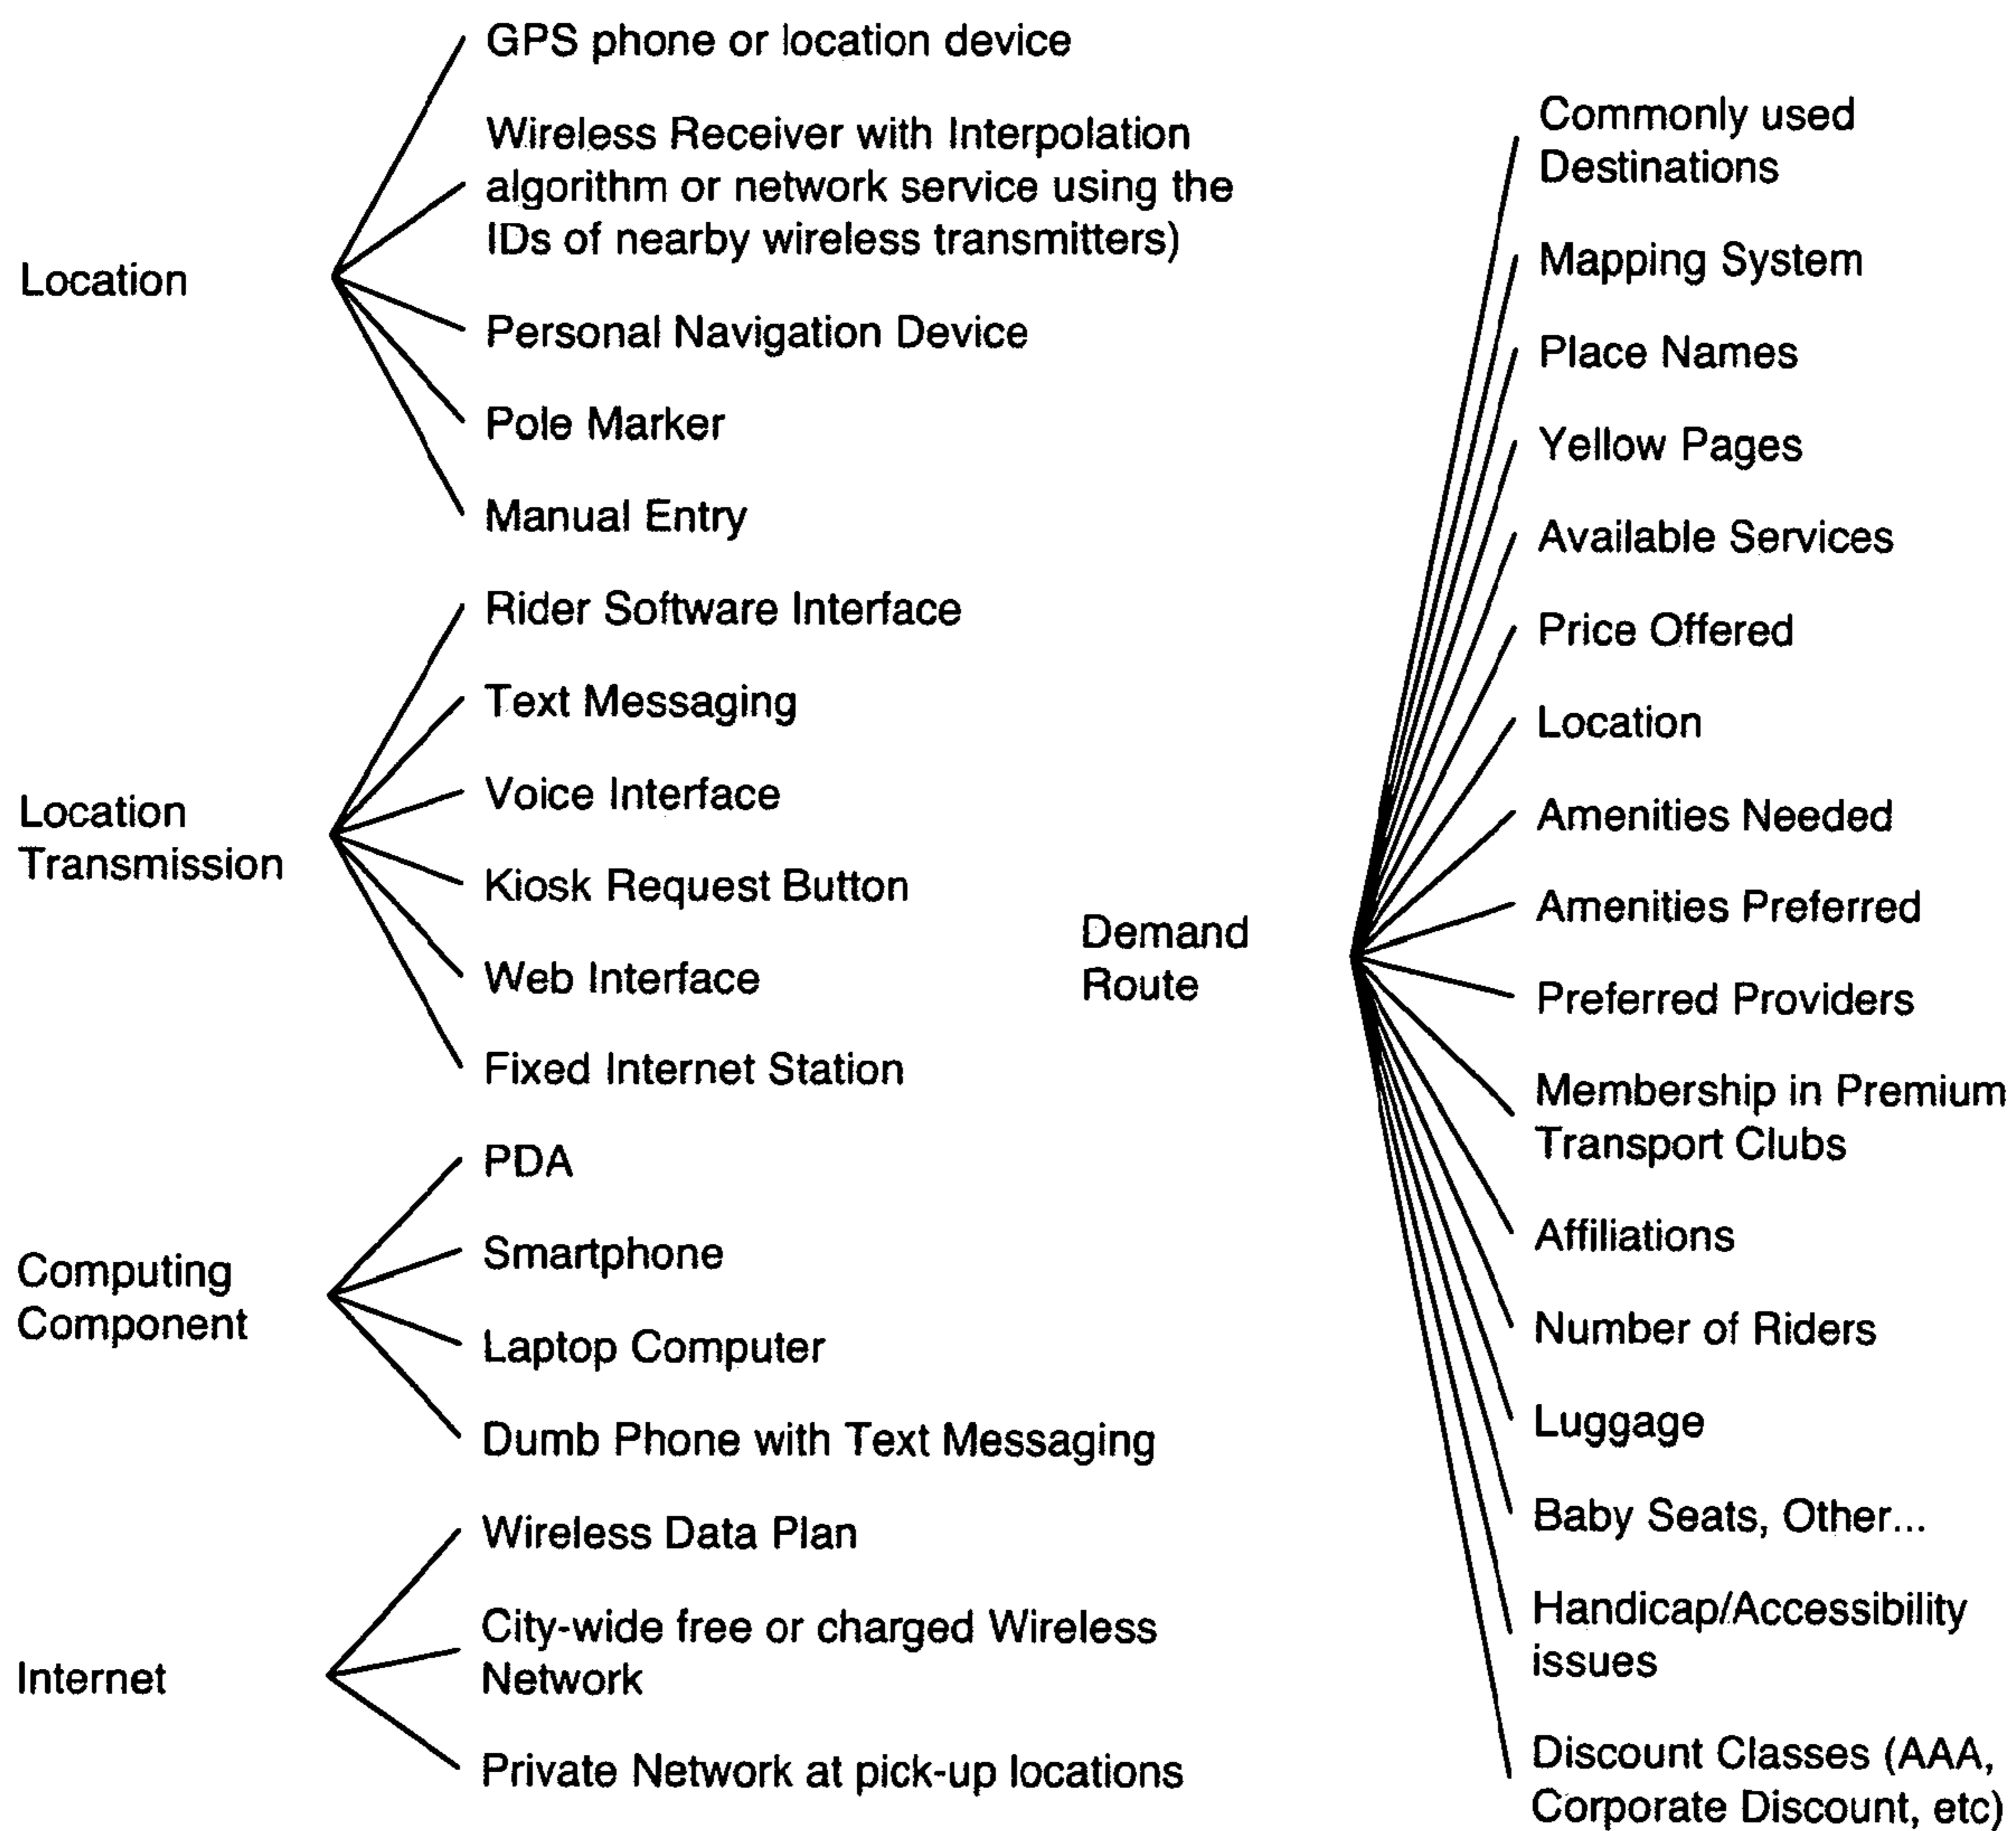 Location
GPS phone or location device
Wireless Receiver with Interpolation
algorithm or network service using the
IDs of nearby wireless transmitters)
Personal Navigation Device
Pole Marker
Manual Entry
Location
Transmission
Rider Software Interface
Text Messaging
Voice Interface
Kiosk Request Button
Web Interface
Fixed Internet Station
Computing
Component
PDA
Smartphone
Laptop Computer
Dumb Phone with Text Messaging
Internet
Wireless Data Plan
City-wide free or charged Wireless
Network
Private Network at pick-up locations
Demand
Route
Commonly used
Destinations
Mapping System
Place Names
Yellow Pages
Available Services
Price Offered
Location
Amenities Needed
Amenities Preferred
Preferred Providers
Membership in Premium
Transport Clubs
Affiliations
Number of Riders
Luggage
Baby Seats, Other...
Handicap/Accessibility
issues
Discount Classes (AAA,
Corporate Discount, etc)